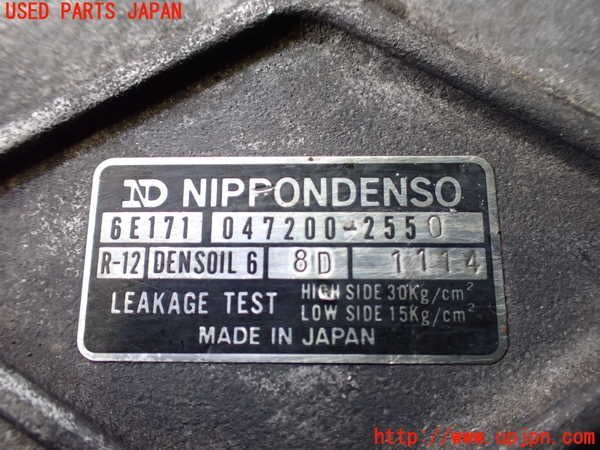 USED PARTS JAPAN
ND NIPPONDENSO
6E171 047200-2550
R-12 DENSOIL 6 8D 1114
LEAKAGE TEST HIGH SIDE 30Kg/cm²
LOW SIDE 15Kg/cm²
MADE IN JAPAN
http://www.upjpn.com/